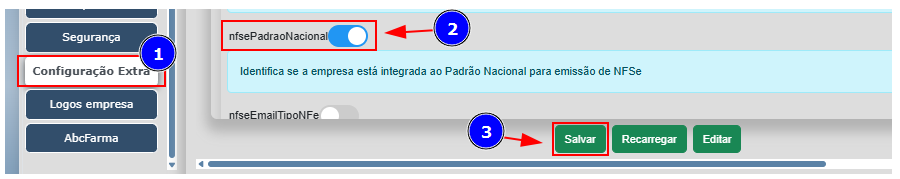 Segurança
Configuração Extra
Logos empresa
AbcFarma
1
nfsePadraoNacional
2
Identifica se a empresa está integrada ao Padrão Nacional para emissão de NFSe
nfseEmailTipoNFe
3
Salvar
Recarregar
Editar